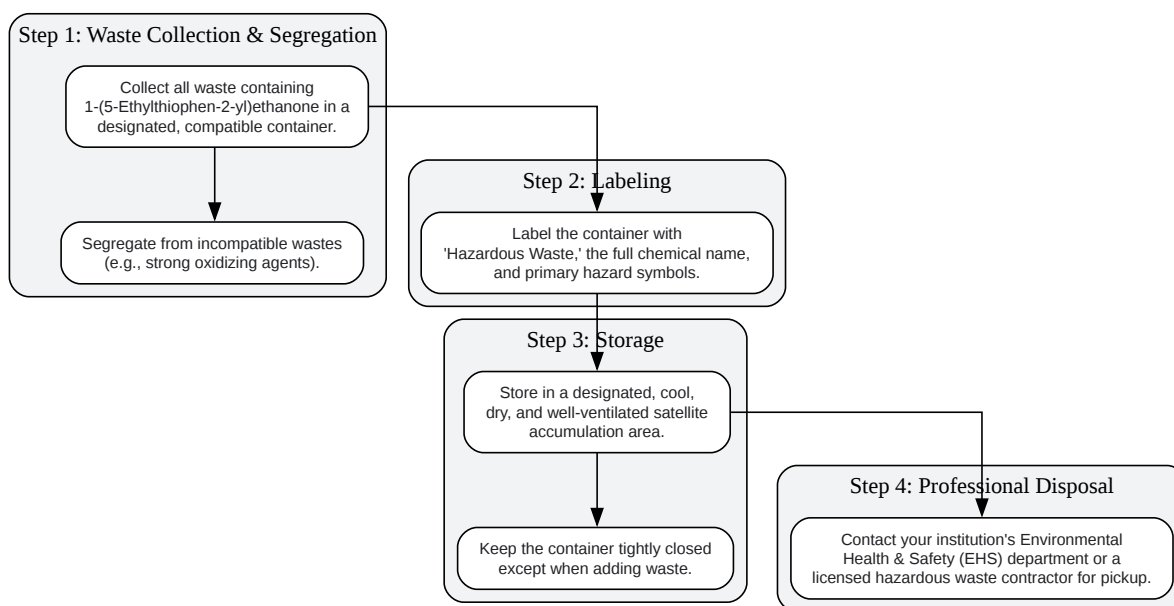 Step 1: Waste Collection & Segregation
Collect all waste containing
1-(5-Ethylthiophen-2-yl)ethanone in a
designated, compatible container.
Segregate from incompatible wastes
(e.g., strong oxidizing agents).
Step 2: Labeling
Label the container with
'Hazardous Waste,' the full chemical name,
and primary hazard symbols.
Step 3: Storage
Store in a designated, cool,
dry, and well-ventilated satellite
accumulation area.
Keep the container tightly closed
except when adding waste.
Step 4: Professional Disposal
Contact your institution's Environmental
Health & Safety (EHS) department or a
licensed hazardous waste contractor for pickup.